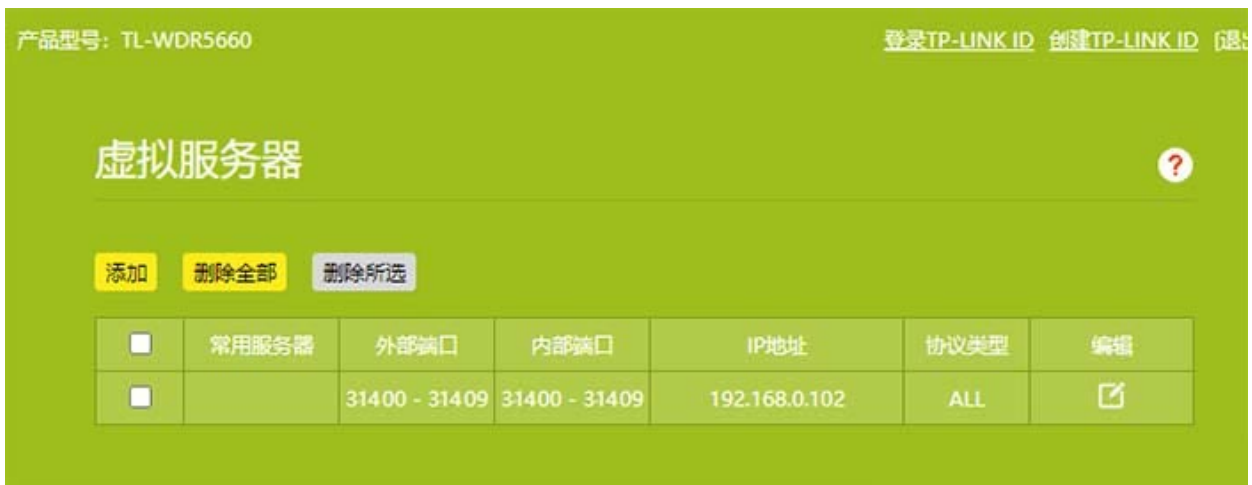 产品型号：TL-WDR5660 登录TP-LINK ID 创建TP-LINK ID [退出
虚拟服务器 ?
添加 删除全部 删除所选
常用服务器 外部端口 内部端口 IP地址 协议类型 编辑
31400 - 31409 31400 - 31409 192.168.0.102 ALL